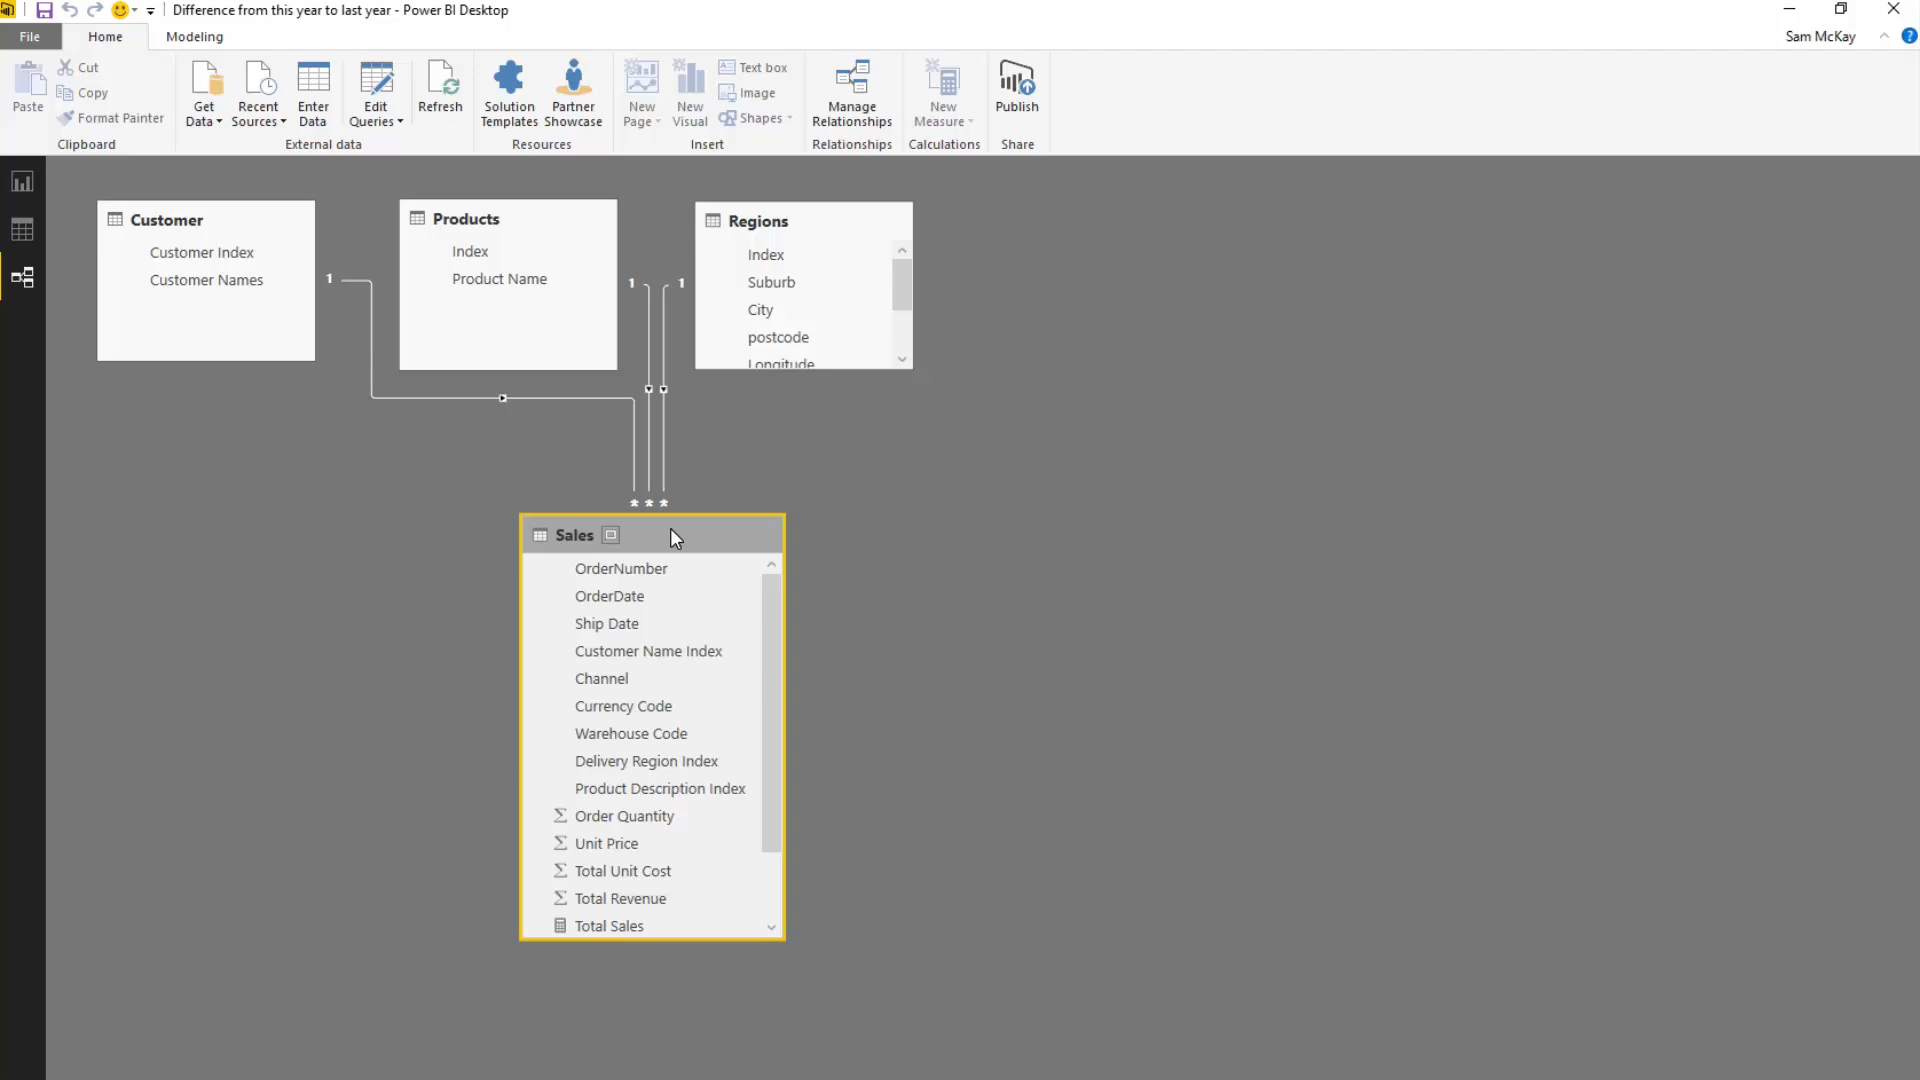 Difference from this year to last year - Power BI Desktop
File
Home
Modeling
Sam McKay
?
Paste
Cut
Copy
Format Painter
Clipboard
Get
Data
Recent
Sources
Enter
Data
Edit
Queries
Refresh
External data
Solution
Templates
Partner
Showcase
Resources
New
Page
New
Visual
Text box
Image
Shapes
Insert
Manage
Relationships
Relationships
New
Measure
Calculations
Publish
Share
Customer
Customer Index
Customer Names
1
Products
Index
Product Name
1
1
Regions
Index
Suburb
City
postcode
Longitude
* * *
Sales
OrderNumber
OrderDate
Ship Date
Customer Name Index
Channel
Currency Code
Warehouse Code
Delivery Region Index
Product Description Index
Σ Order Quantity
Σ Unit Price
Σ Total Unit Cost
Σ Total Revenue
Total Sales